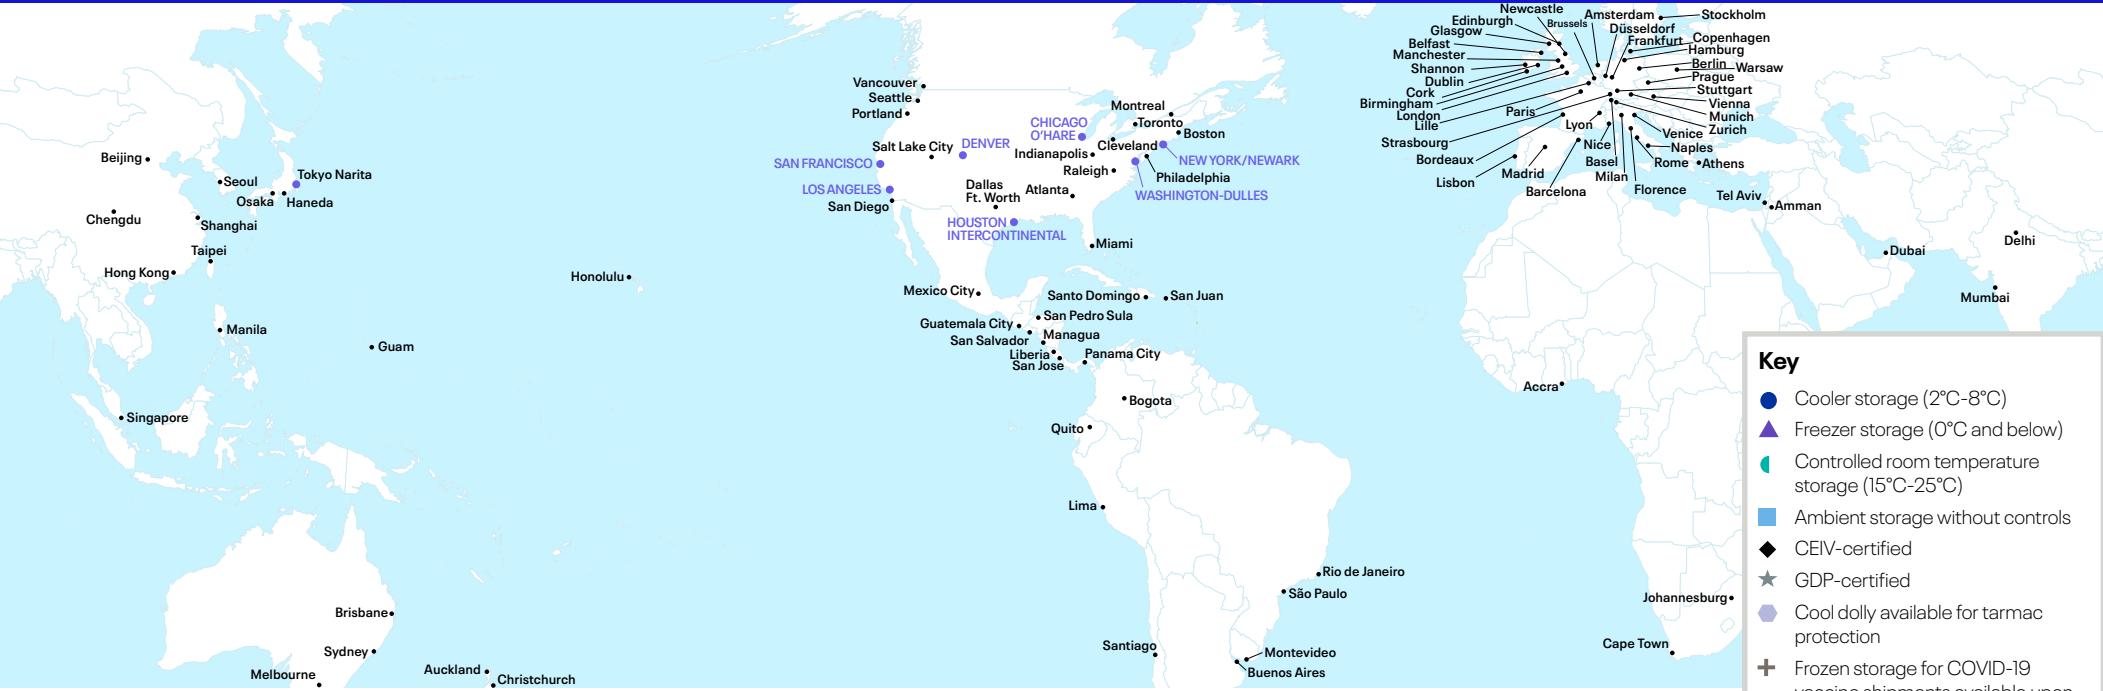 Beijing
Seoul
Tokyo Narita
Osaka
Haneda
Chengdu
Shanghai
Taipei
Hong Kong
Manila
Guam
Singapore
Brisbane
Sydney
Melbourne
Auckland
Christchurch
Honolulu
Vancouver
Seattle
Portland
Salt Lake City
DENVER
SAN FRANCISCO
LOS ANGELES
San Diego
CHICAGO
O'HARE
Montreal
Toronto
Boston
Cleveland
Indianapolis
NEW YORK/NEWARK
Raleigh
Philadelphia
WASHINGTON-DULLES
Dallas
Ft. Worth
Atlanta
HOUSTON
INTERCONTINENTAL
Miami
Mexico City
Santo Domingo
San Juan
San Pedro Sula
Guatemala City
San Salvador
Managua
Liberia
San Jose
Panama City
Bogota
Quito
Lima
Rio de Janeiro
São Paulo
Santiago
Montevideo
Buenos Aires
Newcastle
Edinburgh
Glasgow
Belfast
Manchester
Shannon
Dublin
Cork
Birmingham
London
Lille
Strasbourg
Bordeaux
Lisbon
Brussels
Amsterdam
Stockholm
Düsseldorf
Frankfurt
Copenhagen
Hamburg
Berlin
Warsaw
Prague
Stuttgart
Vienna
Munich
Zurich
Paris
Lyon
Venice
Nice
Naples
Basel
Rome
Athens
Madrid
Milan
Barcelona
Florence
Tel Aviv
Amman
Dubai
Delhi
Mumbai
Accra
Johannesburg
Cape Town
Key
Cooler storage (2°C-8°C)
Freezer storage (0°C and below)
Controlled room temperature
storage (15°C-25°C)
Ambient storage without controls
CEIV-certified
GDP-certified
Cool dolly available for tarmac
protection
Frozen storage for COVID-19
vaccine shipments available upon